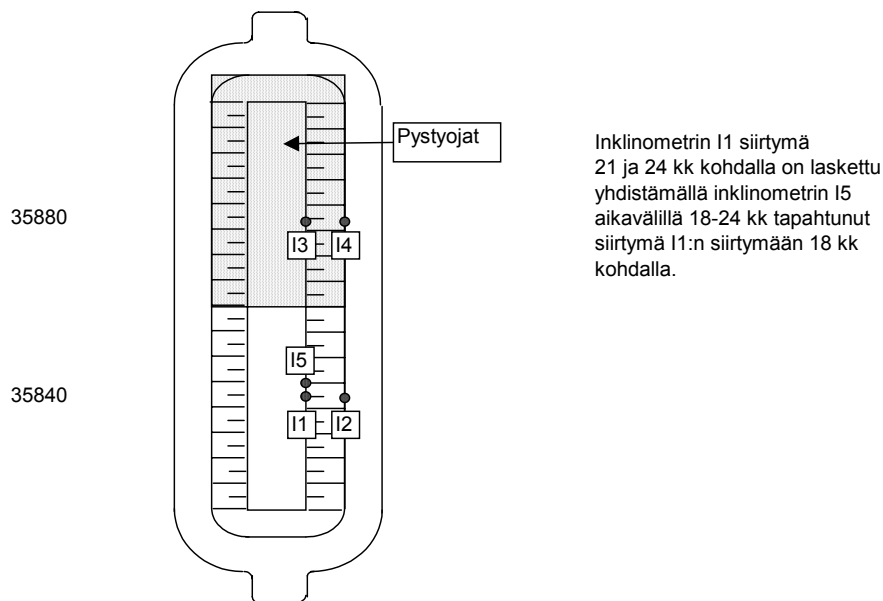 Pystyojat
Inklinometrin I1 siirtymä
21 ja 24 kk kohdalla on laskettu
yhdistämällä inklinometrin I5
aikavälillä 18-24 kk tapahtunut
siirtymä I1:n siirtymään 18 kk
kohdalla.
35880
I3 I4
I5
35840
I1 I2